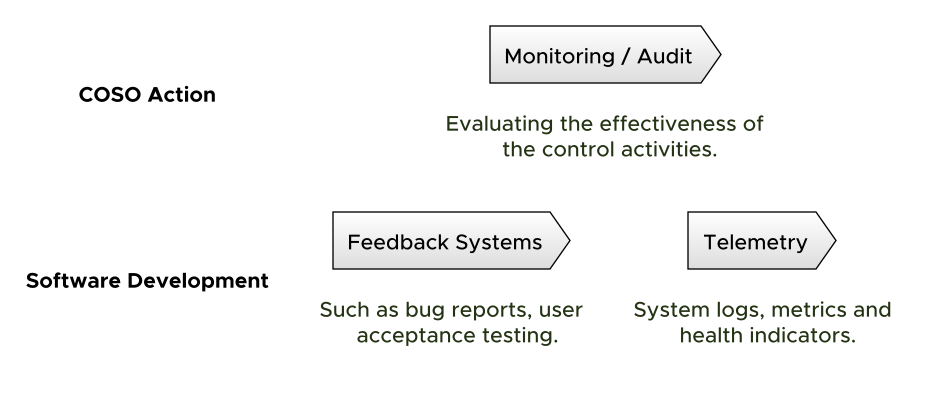 Monitoring / Audit
COSO Action
Evaluating the effectiveness of
the control activities.
Feedback Systems
Telemetry
Software Development
Such as bug reports, user
acceptance testing.
System logs, metrics and
health indicators.